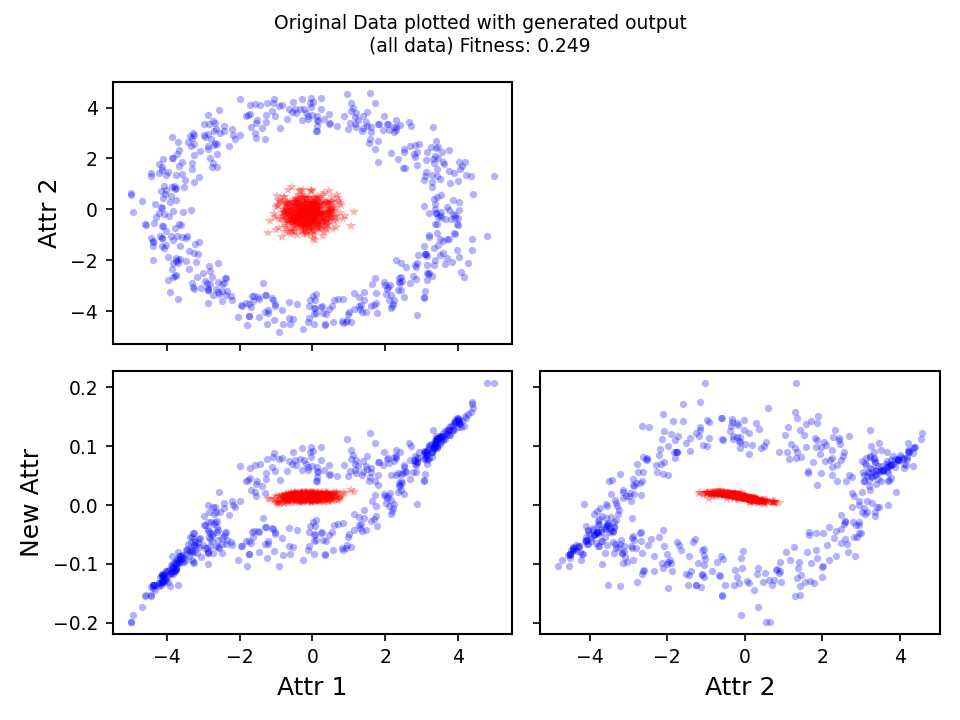 Original Data plotted with generated output
(all data) Fitness: 0.249
4
2
0
−2
−4
Attr 2
0.2
0.1
0.0
−0.1
−0.2
New Attr
−4 −2 0 2 4
Attr 1
−4 −2 0 2 4
Attr 2